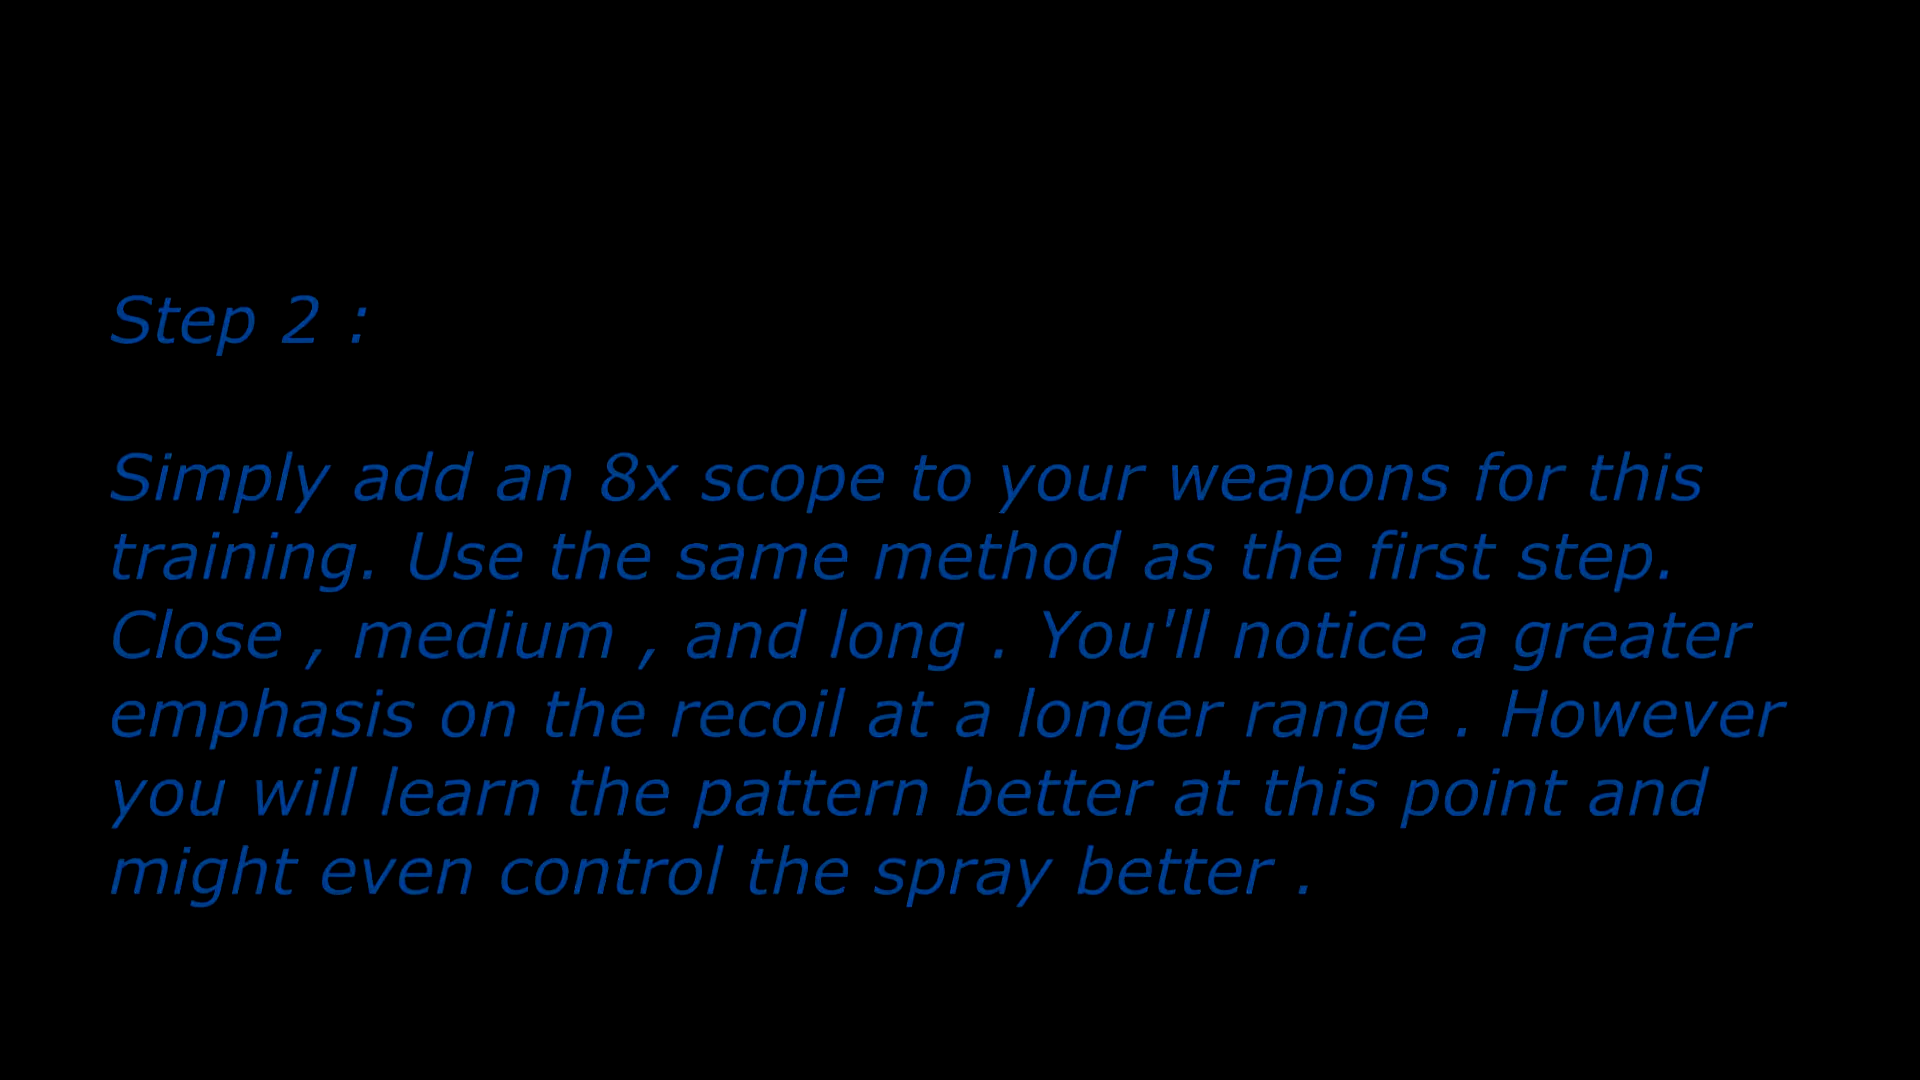 Step 2 :
Simply add an 8x scope to your weapons for this
training. Use the same method as the first step.
Close , medium , and long . You'll notice a greater
emphasis on the recoil at a longer range . However
you will learn the pattern better at this point and
might even control the spray better .